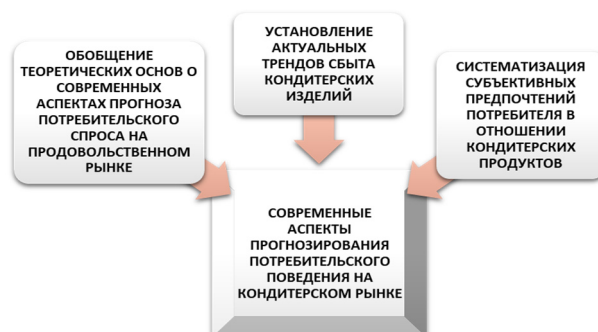 ОБОБЩЕНИЕ
ТЕОРЕТИЧЕСКИХ ОСНОВ О
СОВРЕМЕННЫХ
АСПЕКТАХ ПРОГНОЗА
ПОТРЕБИТЕЛЬСКОГО
СПРОСА НА
ПРОДОВОЛЬСТВЕННОМ
РЫНКЕ
УСТАНОВЛЕНИЕ
АКТУАЛЬНЫХ
ТРЕНДОВ СБЫТА
КОНДИТЕРСКИХ
ИЗДЕЛИЙ
СИСТЕМАТИЗАЦИЯ
СУБЪЕКТИВНЫХ
ПРЕДПОЧТЕНИЙ
ПОТРЕБИТЕЛЯ В
ОТНОШЕНИИ
КОНДИТЕРСКИХ
ПРОДУКТОВ
СОВРЕМЕННЫЕ
АСПЕКТЫ
ПРОГНОЗИРОВАНИЯ
ПОТРЕБИТЕЛЬСКОГО
ПОВЕДЕНИЯ НА
КОНДИТЕРСКОМ РЫНКЕ